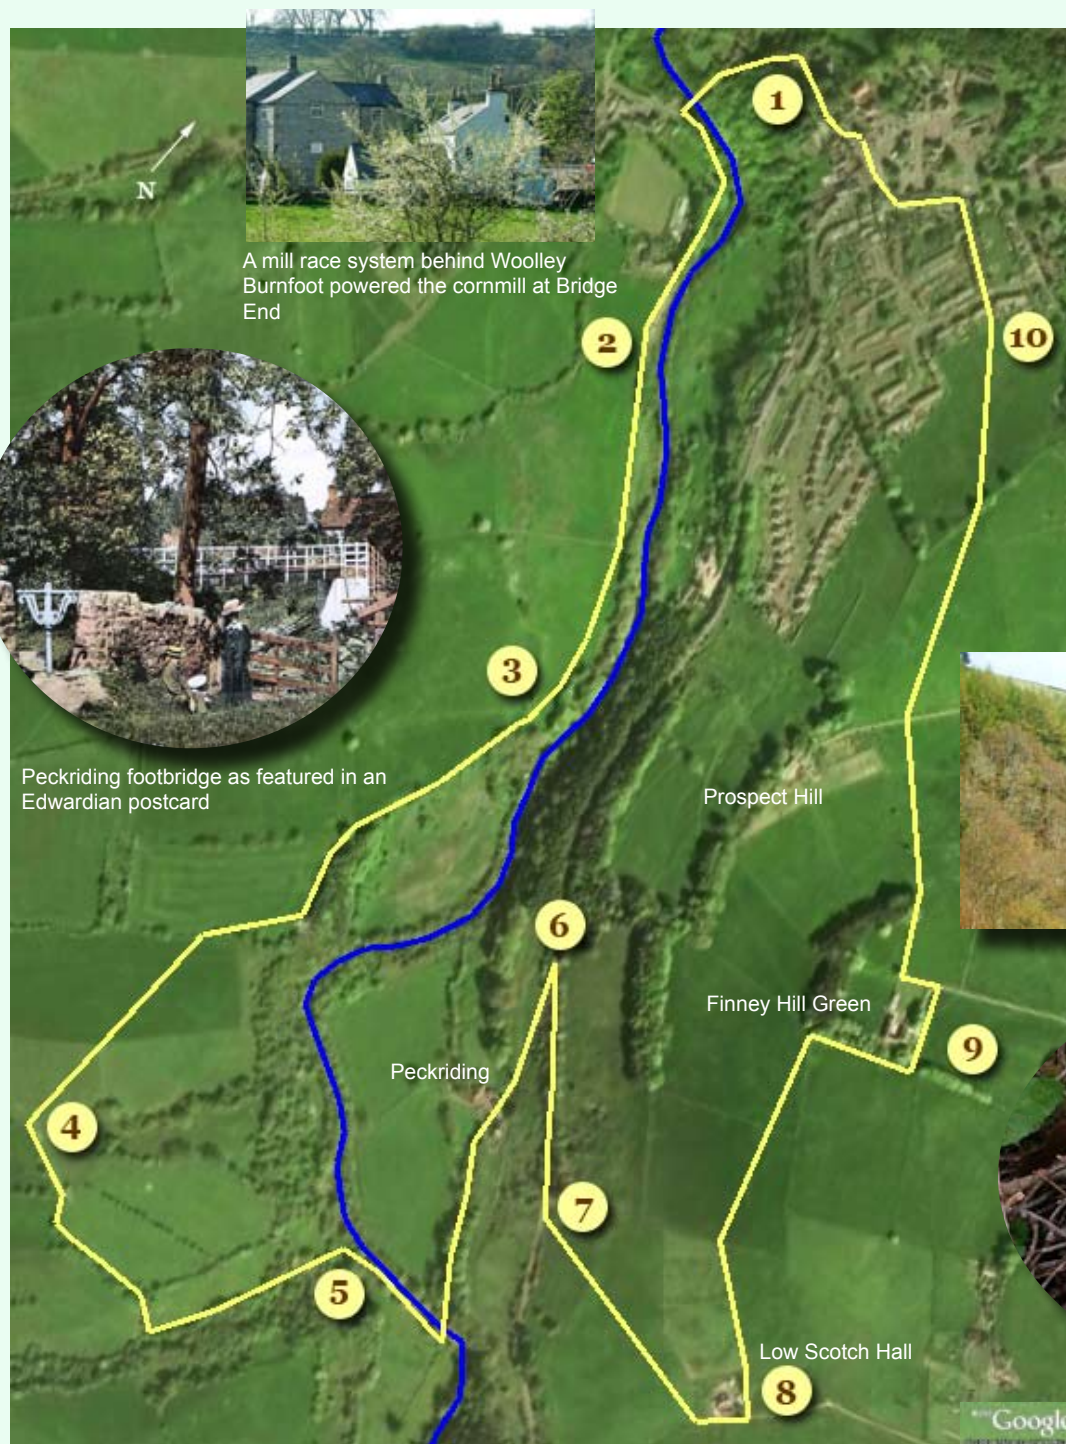 N
A mill race system behind Woolley
Burnfoot powered the cornmill at Bridge
End
1
2
10
3
Peckriding footbridge as featured in an
Edwardian postcard
Prospect Hill
6
Finney Hill Green
9
Peckriding
4
7
5
Low Scotch Hall
8
Google